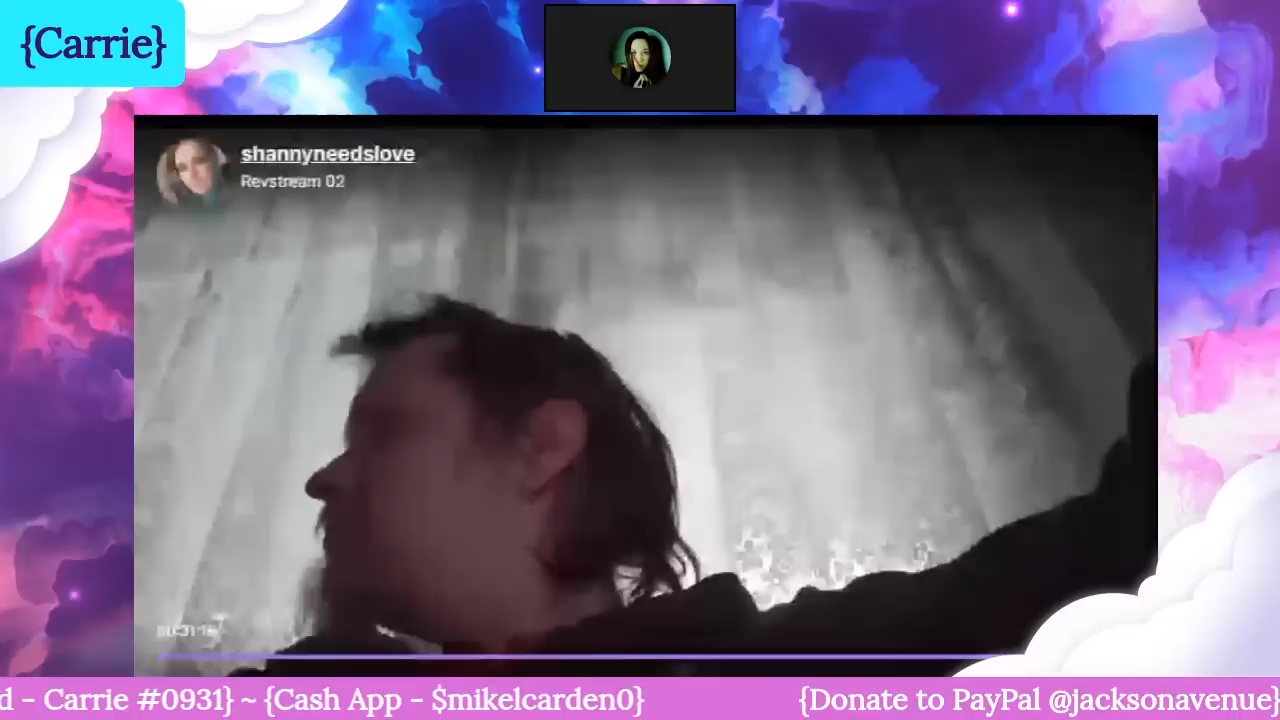 {Carrie}
shannyneedslove
Revstream 02
d - Carrie #0931} ~ {Cash App - $mikelcarden0}
{Donate to PayPal @jacksonavenue}